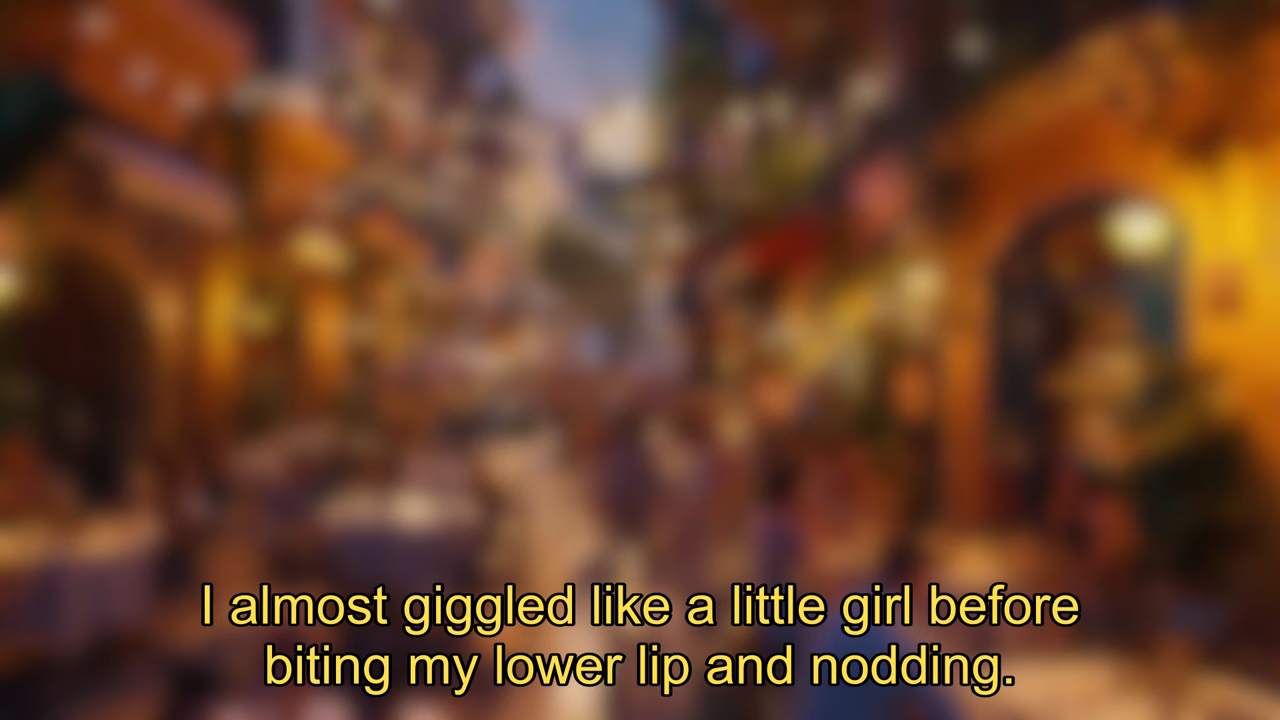 I almost giggled like a little girl before
biting my lower lip and nodding.